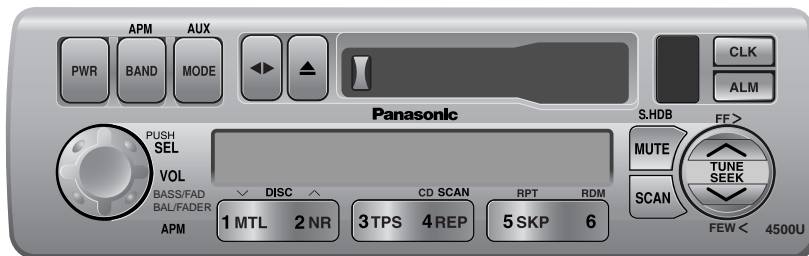 APM AUX
PWR BAND MODE
CLK
ALM
Panasonic
S.HDB FF>
PUSH
SEL
MUTE
TUNE
SEEK
VOL
BASS/FAD
BAL/FADER
DISC CD SCAN RPT RDM
SCAN
1 MTL 2 NR 3 TPS 4 REP 5 SKP 6
APM
FEW< 4500U